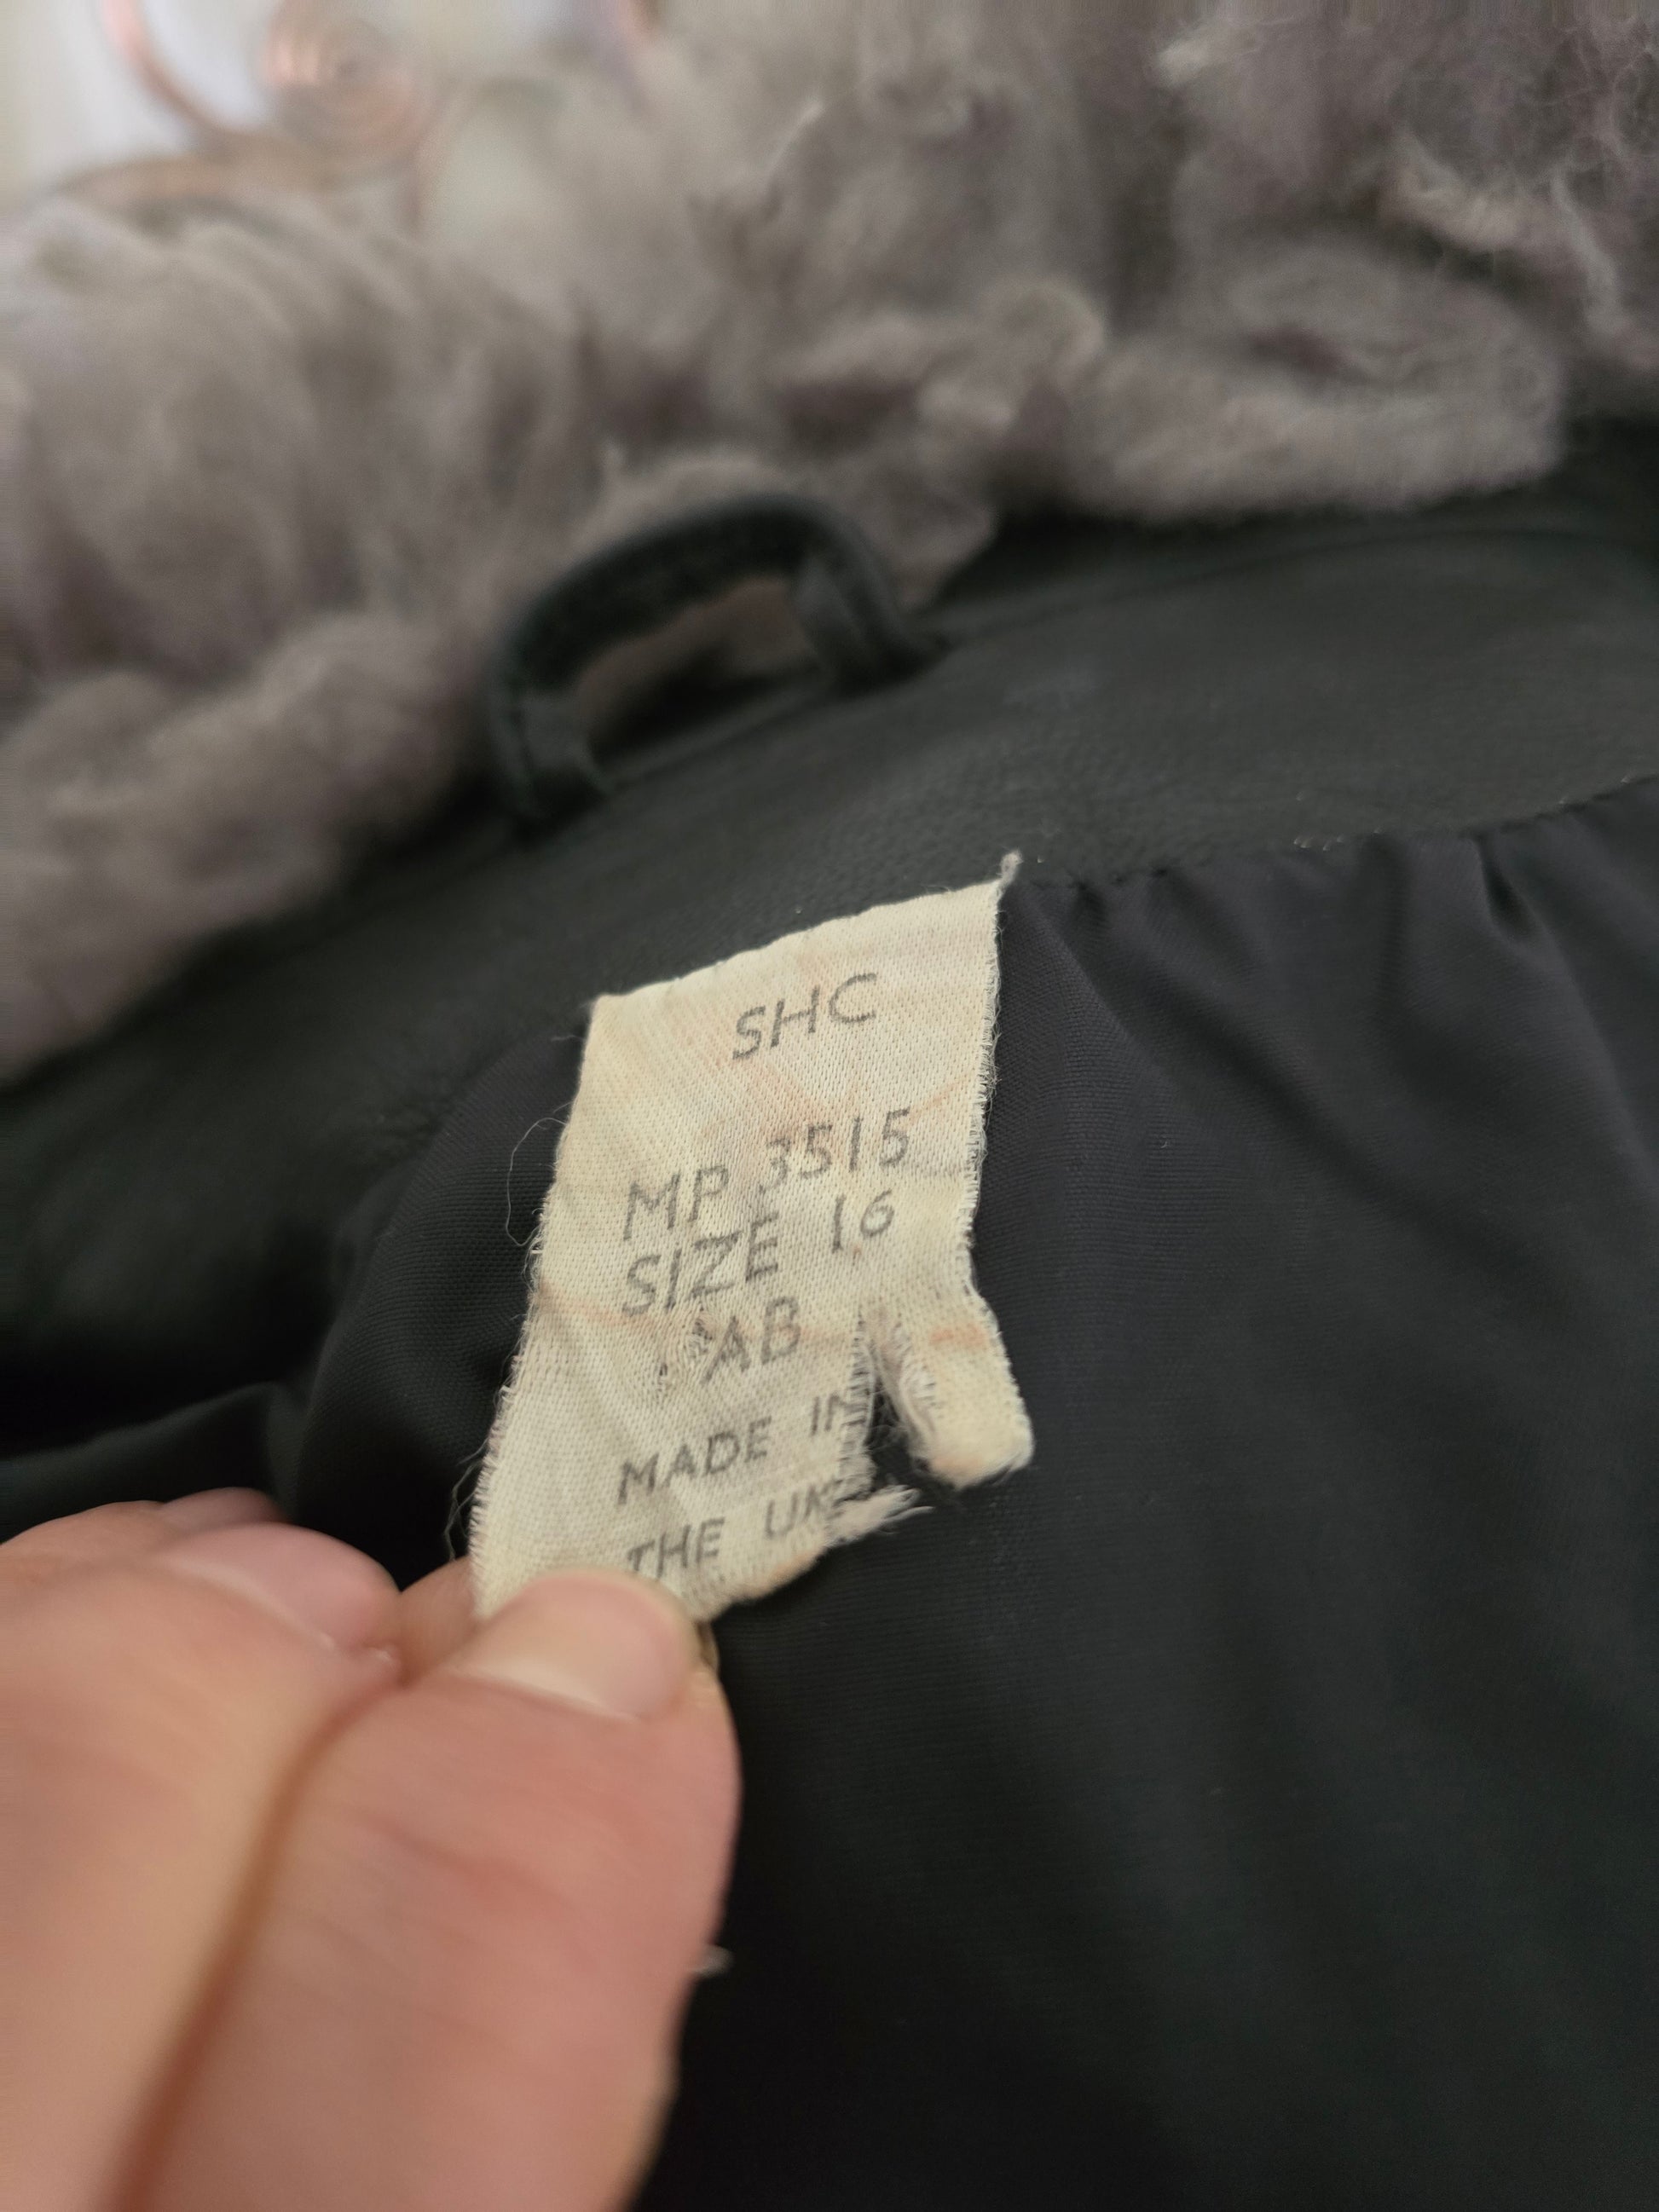 SHC
MP 3515
SIZE 16
AB
MADE IN
THE UK